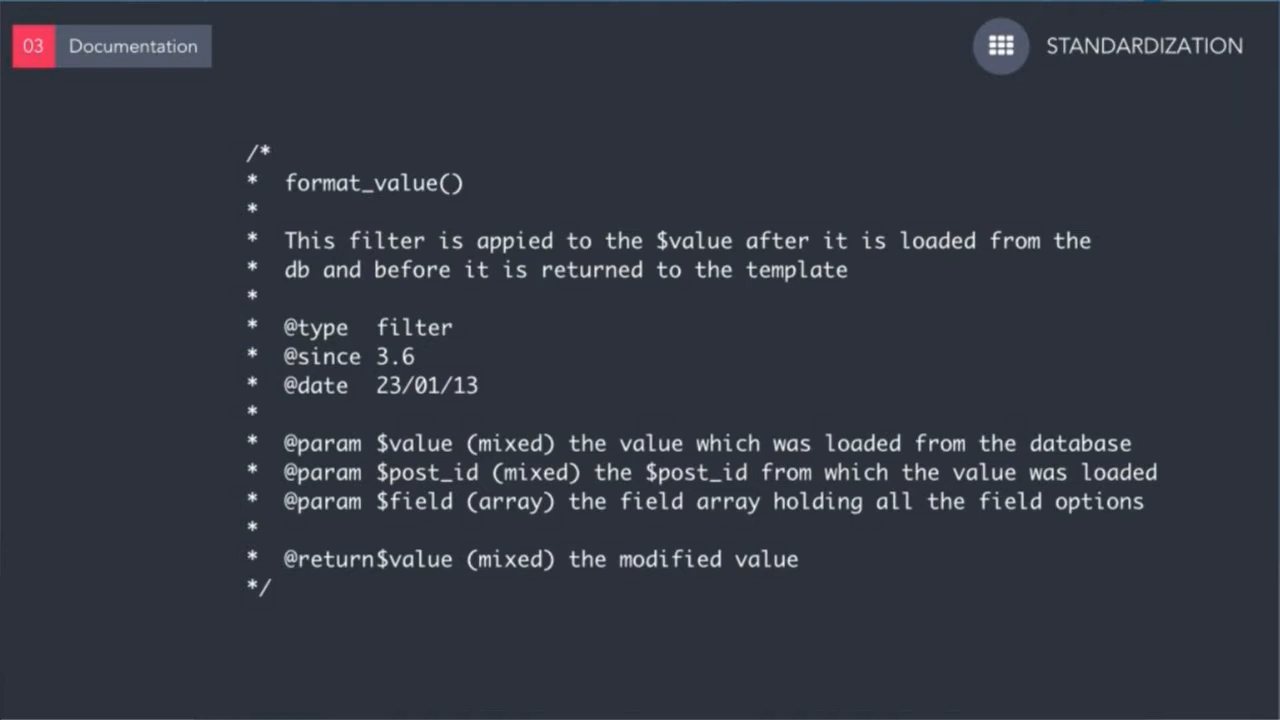 03 Documentation
STANDARDIZATION
/*
* format_value()
*
* This filter is appied to the $value after it is loaded from the
* db and before it is returned to the template
*
* @type filter
* @since 3.6
* @date 23/01/13
*
* @param $value (mixed) the value which was loaded from the database
* @param $post_id (mixed) the $post_id from which the value was loaded
* @param $field (array) the field array holding all the field options
*
* @return$value (mixed) the modified value
*/